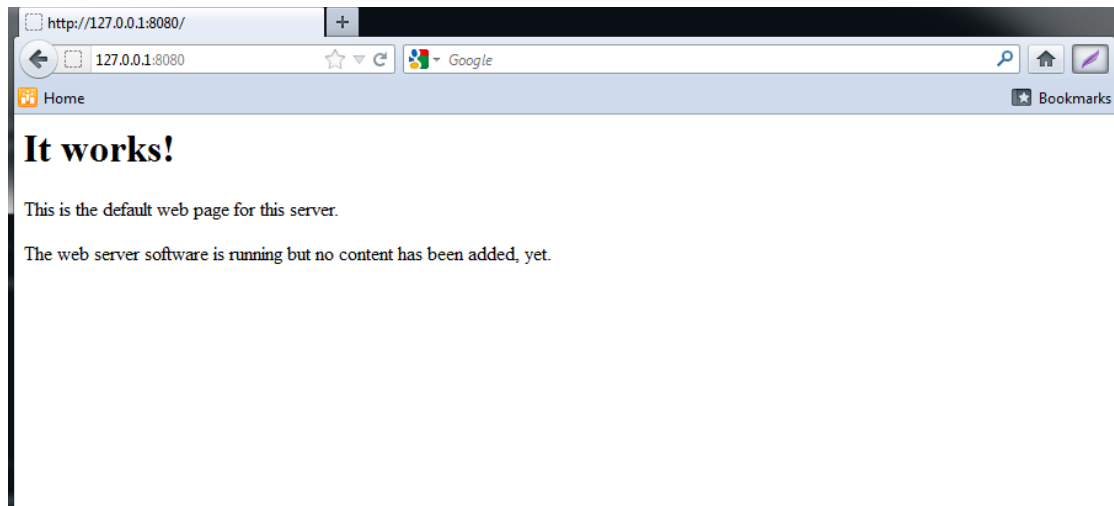 http://127.0.0.1:8080/
127.0.0.1:8080 Google
Home Bookmarks
It works!
This is the default web page for this server.
The web server software is running but no content has been added, yet.